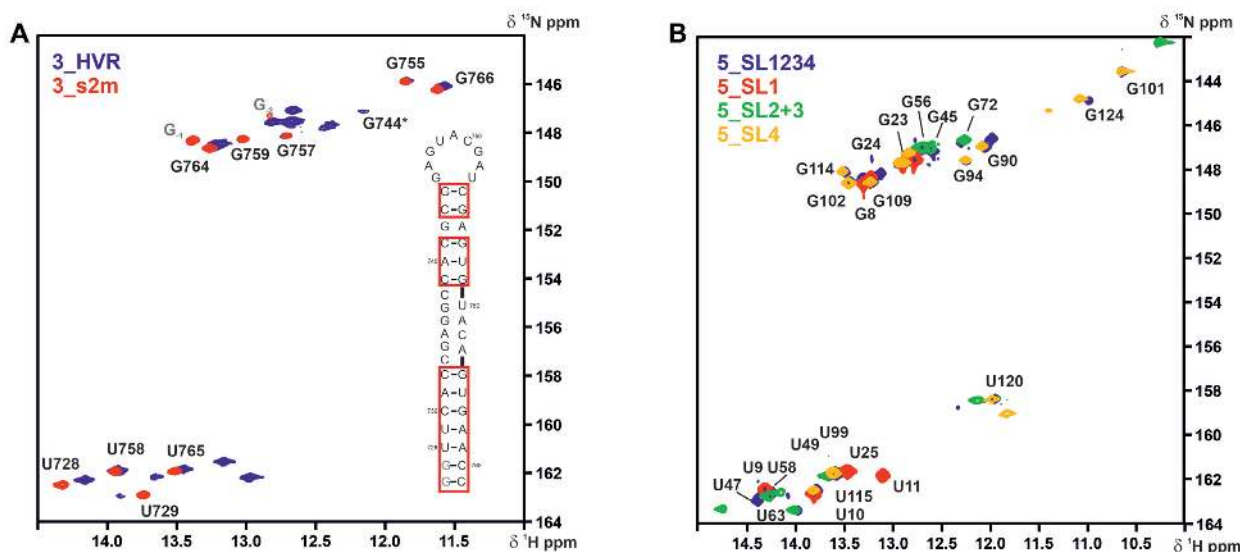 A
δ ¹⁵N ppm
3_HVR
3_s2m
G755
G766
G744*
G₋₁
G764
G759
G757
U A C
G G
A A
G U
C–C
C–G
G A
C–G
A–U
C–G
C
G U
G A
A C
G A
C
C–G
A–U
C–G
U–A
U–A
G–C
G–C
U728
U758
U765
U729
146
148
150
152
154
156
158
160
162
164
14.0 13.5 13.0 12.5 12.0 11.5
δ ¹H ppm
B
δ ¹⁵N ppm
5_SL1234
5_SL1
5_SL2+3
5_SL4
G56
G45
G72
G23
G24
G114
G102
G8
G109
G94
G90
G124
G101
U120
U99
U49
U25
U9
U58
U47
U11
U63
U115
U10
144
146
148
150
152
154
156
158
160
162
164
14.5 14.0 13.5 13.0 12.5 12.0 11.5 11.0 10.5
δ ¹H ppm